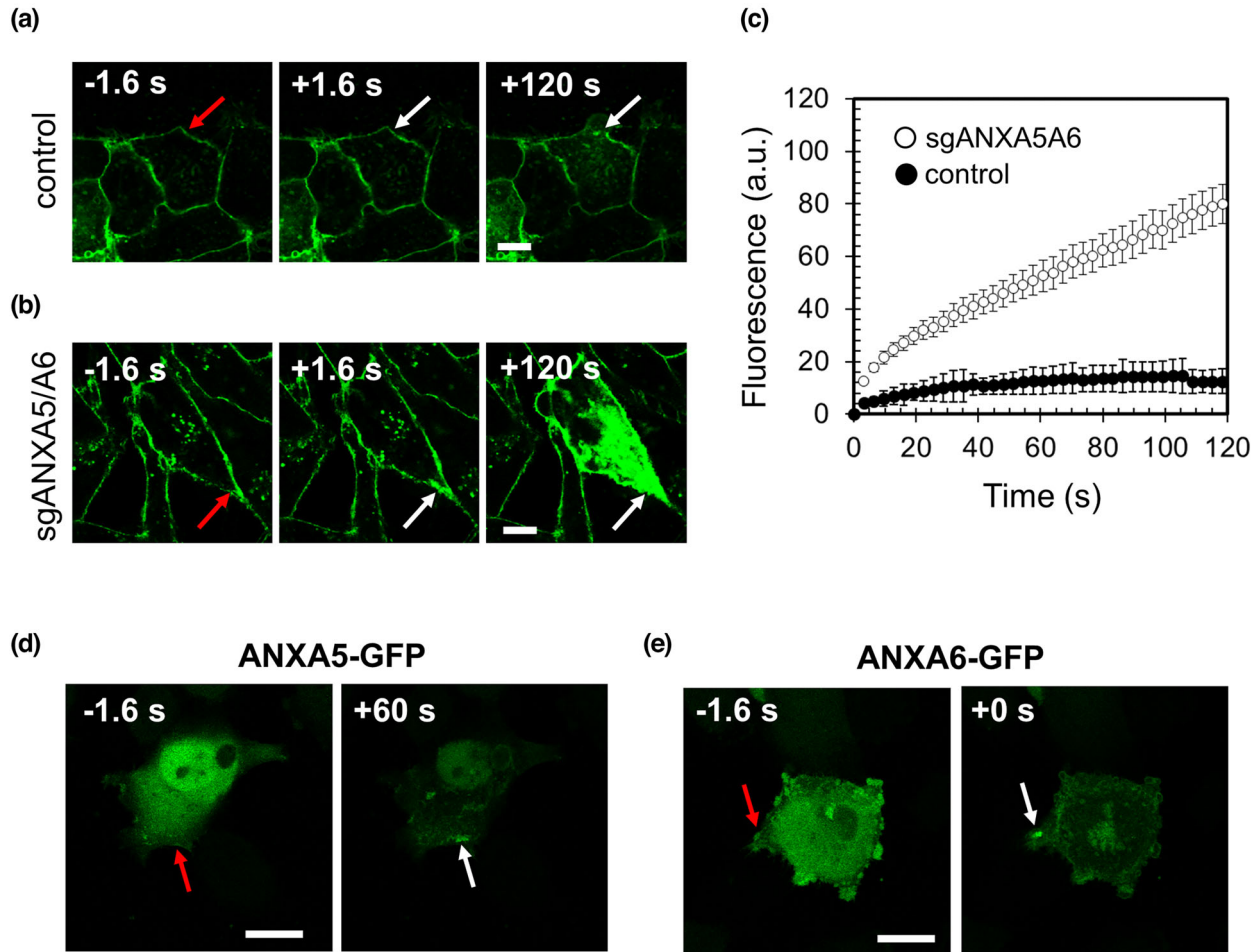 (a)
control
-1.6 s
+1.6 s
+120 s
(b)
sgANXA5/A6
-1.6 s
+1.6 s
+120 s
(c)
Fluorescence (a.u.)
120
100
80
60
40
20
0
sgANXA5A6
control
0 20 40 60 80 100 120
Time (s)
(d)
ANXA5-GFP
-1.6 s
+60 s
(e)
ANXA6-GFP
-1.6 s
+0 s